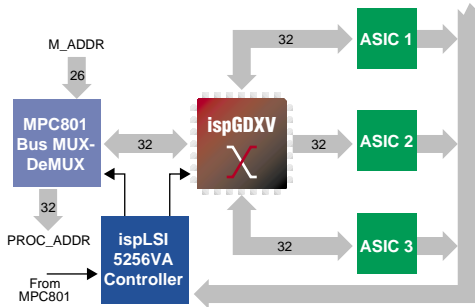 M_ADDR
26
MPC801
Bus MUX-
DeMUX
32
PROC_ADDR
From
MPC801
ispLSI
5256VA
Controller
32
ispGDXV
32
ASIC 1
32
ASIC 2
32
ASIC 3